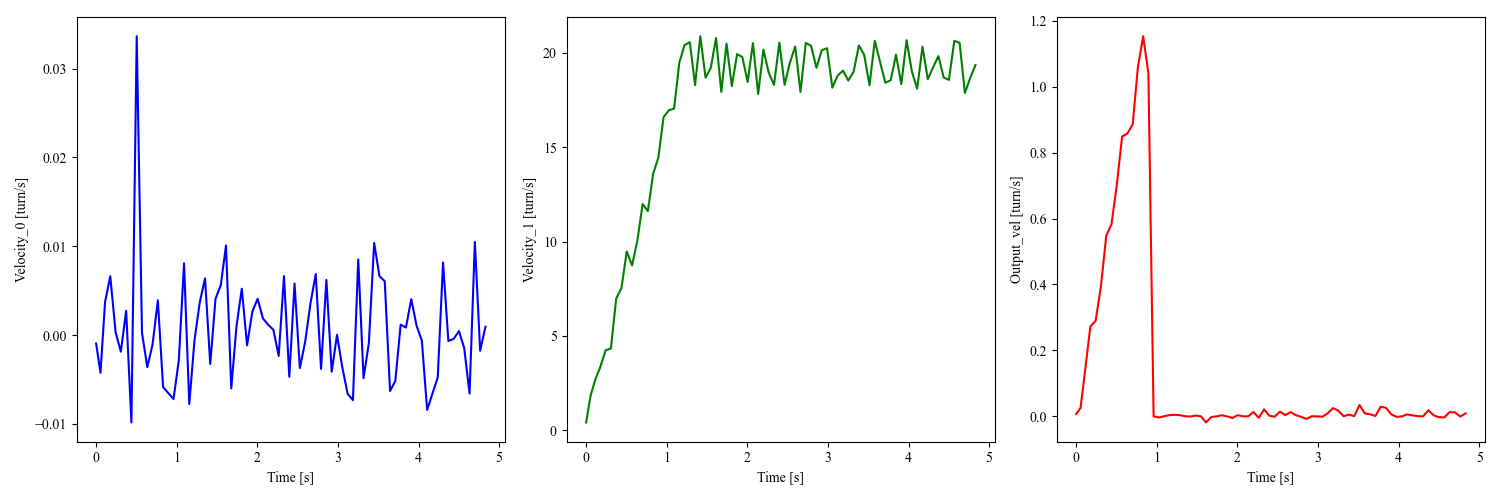 Velocity_0 [turn/s]
0.03
0.02
0.01
0.00
−0.01
0 1 2 3 4 5
Time [s]
Velocity_1 [turn/s]
20
15
10
5
0
0 1 2 3 4 5
Time [s]
Output_vel [turn/s]
1.2
1.0
0.8
0.6
0.4
0.2
0.0
0 1 2 3 4 5
Time [s]